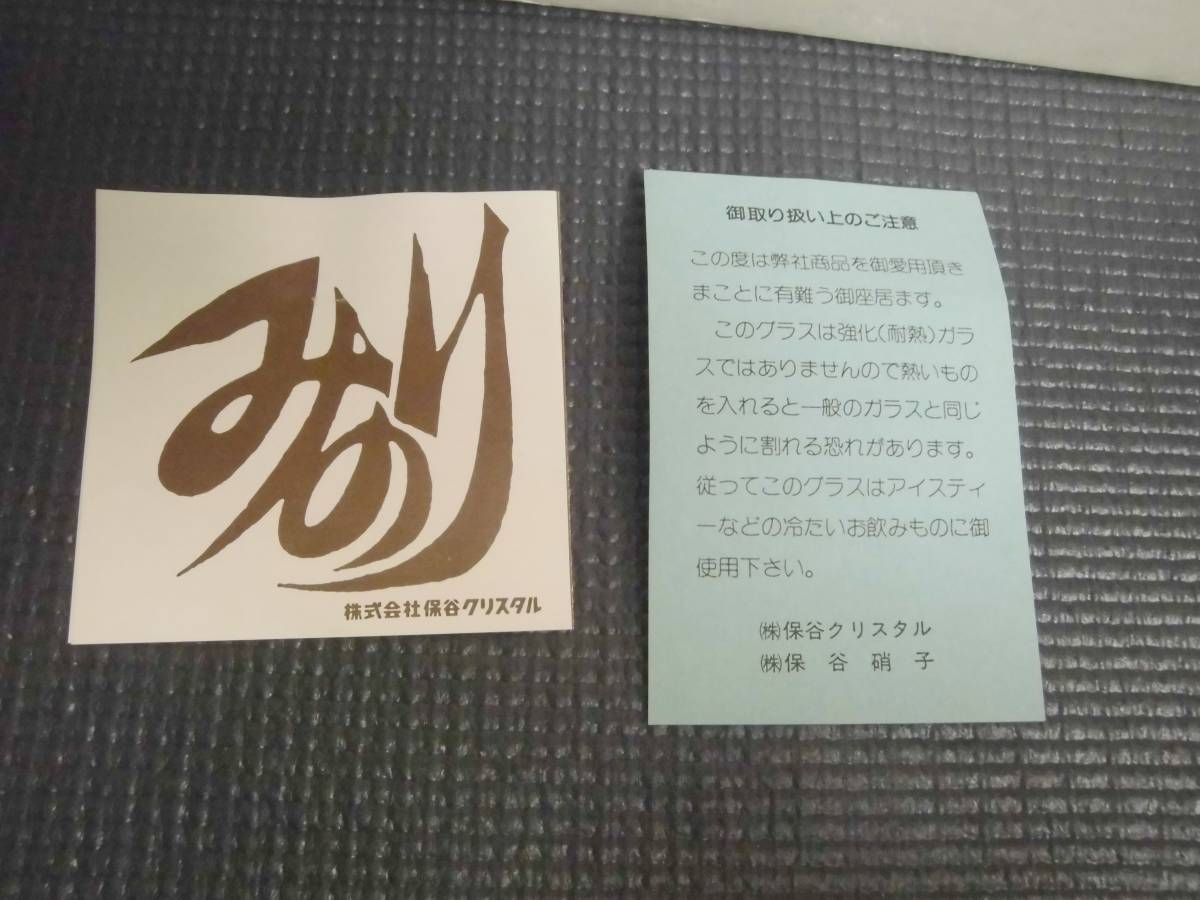 みのり
株式会社保谷クリスタル
御取り扱い上のご注意
この度は弊社商品を御愛用頂き
まことに有難う御座居ます。
このグラスは強化(耐熱)ガラ
スではありませんので熱いもの
を入れると一般のガラスと同じ
ように割れる恐れがあります。
従ってこのグラスはアイスティ
ーなどの冷たいお飲みものに御
使用下さい。
㈱保谷クリスタル
㈱保谷硝子